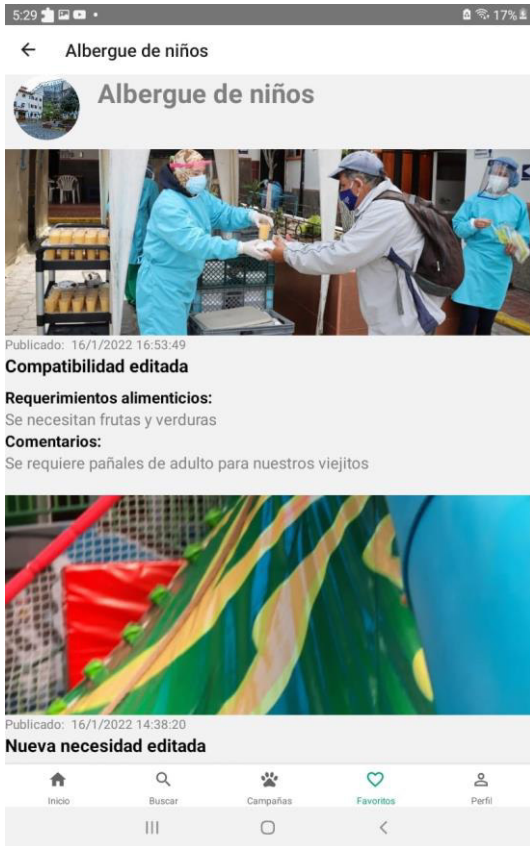 5:29
17%
Albergue de niños
Albergue de niños
Publicado: 16/1/2022 16:53:49
Compatibilidad editada
Requerimientos alimenticios:
Se necesitan frutas y verduras
Comentarios:
Se requiere pañales de adulto para nuestros viejitos
Publicado: 16/1/2022 14:38:20
Nueva necesidad editada
Inicio
Buscar
Campañas
Favoritos
Perfil